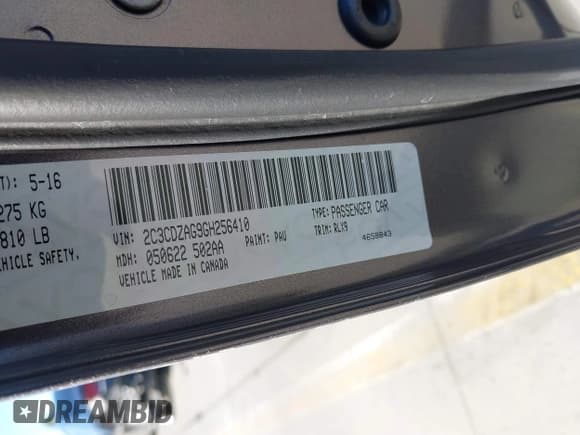 T): 5-16
275 KG
810 LB
EHICLE SAFETY.
VIN: 2C3CDZAG9GH256410
TYPE: PASSENGER CAR
MDH: 050622 502AA
PAINT: PAU
TRIM: RLX9
VEHICLE MADE IN CANADA
4658843
DREAMBID